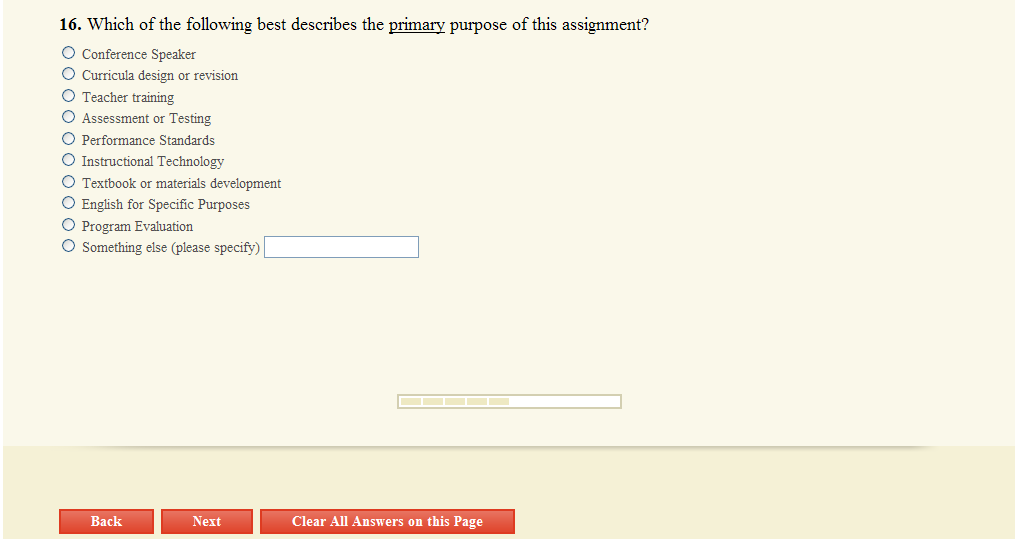 16. Which of the following best describes the primary purpose of this assignment?
Conference Speaker
Curricula design or revision
Teacher training
Assessment or Testing
Performance Standards
Instructional Technology
Textbook or materials development
English for Specific Purposes
Program Evaluation
Something else (please specify)
Back Next Clear All Answers on this Page